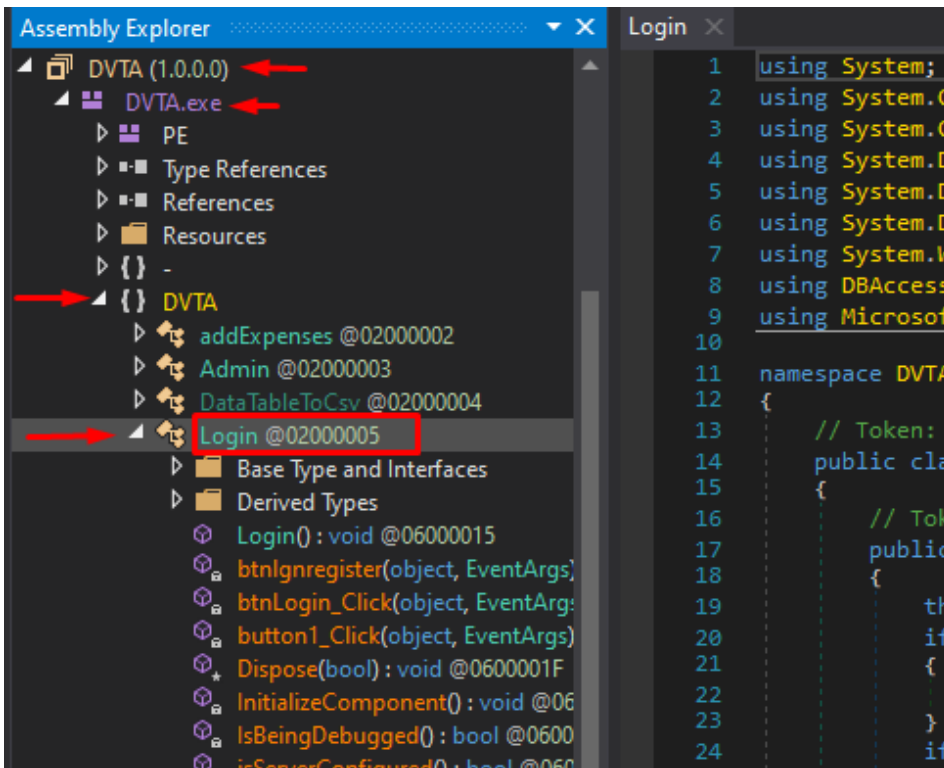 Assembly Explorer
DVTA (1.0.0.0)
DVTA.exe
PE
Type References
References
Resources
{ } -
{ } DVTA
addExpenses @02000002
Admin @02000003
DataTableToCsv @02000004
Login @02000005
Base Type and Interfaces
Derived Types
Login() : void @06000015
btnlgnregister(object, EventArgs)
btnLogin_Click(object, EventArgs
button1_Click(object, EventArgs)
Dispose(bool) : void @0600001F
InitializeComponent() : void @06
IsBeingDebugged() : bool @0600
isServerConfigured() : bool @060
Login
1 using System;
2 using System.C
3 using System.C
4 using System.D
5 using System.D
6 using System.D
7 using System.W
8 using DBAccess
9 using Microsof
10
11 namespace DVTA
12 {
13 // Token:
14 public cla
15 {
16 // Tok
17 public
18 {
19 th
20 if
21 {
22
23 }
24 if